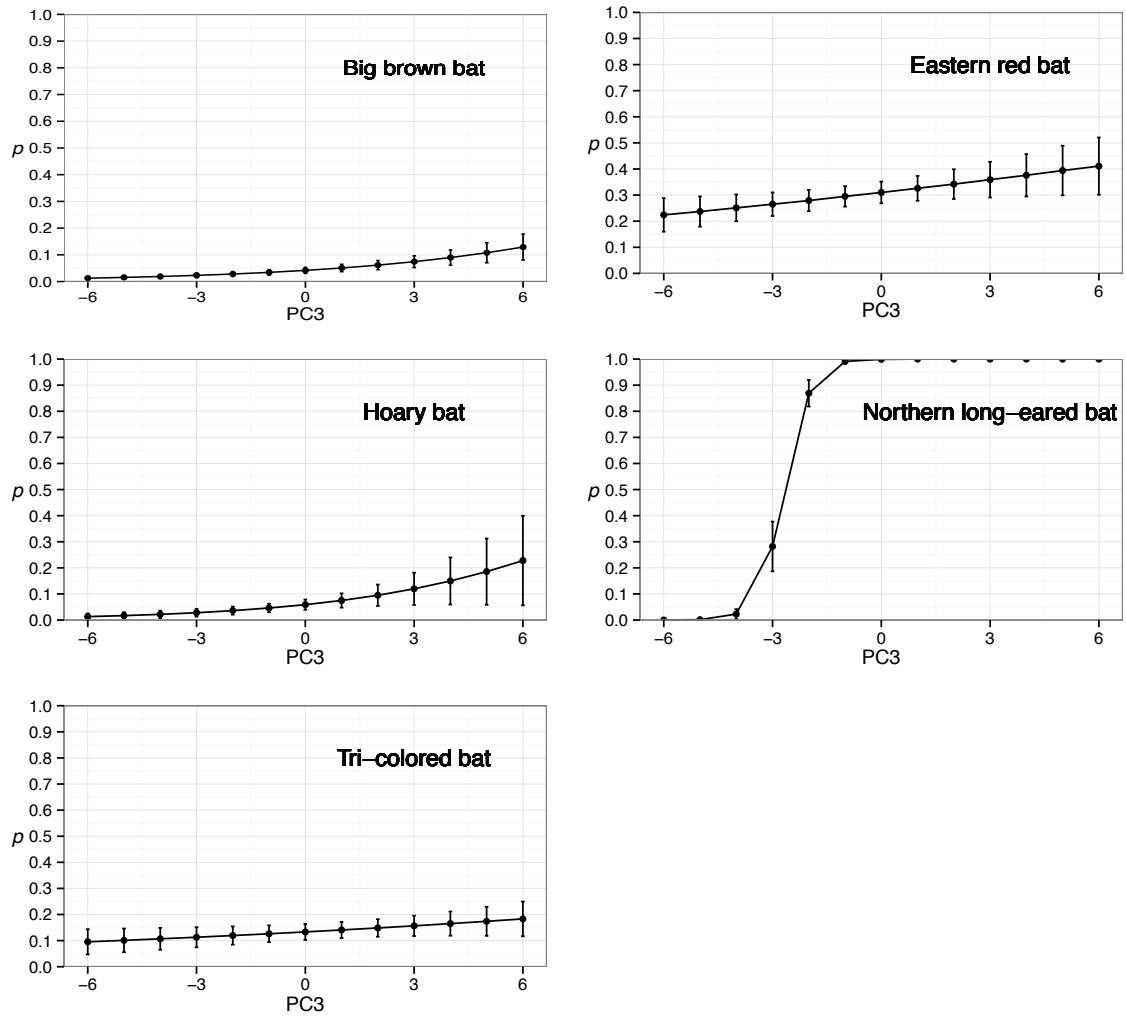 Big brown bat
1.0
0.9
0.8
0.7
0.6
0.5
0.4
0.3
0.2
0.1
0.0
p
−6 −3 0 3 6
PC3
Eastern red bat
1.0
0.9
0.8
0.7
0.6
0.5
0.4
0.3
0.2
0.1
0.0
p
−6 −3 0 3 6
PC3
Hoary bat
1.0
0.9
0.8
0.7
0.6
0.5
0.4
0.3
0.2
0.1
0.0
p
−6 −3 0 3 6
PC3
Northern long−eared bat
1.0
0.9
0.8
0.7
0.6
0.5
0.4
0.3
0.2
0.1
0.0
p
−6 −3 0 3 6
PC3
Tri−colored bat
1.0
0.9
0.8
0.7
0.6
0.5
0.4
0.3
0.2
0.1
0.0
p
−6 −3 0 3 6
PC3